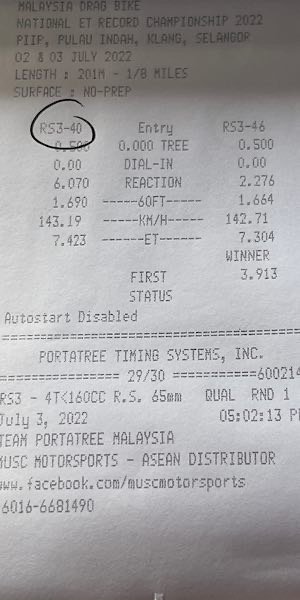 MALAYSIA DRAG BIKE
NATIONAL ET RECORD CHAMPIONSHIP 2022
PIIP, PULAU INDAH, KLANG, SELANGOR
02 & 03 JULY 2022
LENGTH : 201M - 1/8 MILES
SURFACE : NO-PREP
RS3-40 Entry RS3-46
0.500 0.000 TREE 0.500
0.00 DIAL-IN 0.00
6.070 REACTION 2.276
1.690 -----60FT----- 1.664
143.19 -----KM/H----- 142.71
7.423 ------ET------ 7.304
WINNER
FIRST 3.913
STATUS
Autostart Disabled
PORTATREE TIMING SYSTEMS, INC.
=============== 29/30 ===========600214
RS3 - 4T<160CC R.S. 65mm QUAL RND 1
July 3, 2022 05:02:13 P
TEAM PORTATREE MALAYSIA
MUSC MOTORSPORTS - ASEAN DISTRIBUTOR
www.facebook.com/muscmotorsports
6016-6681490